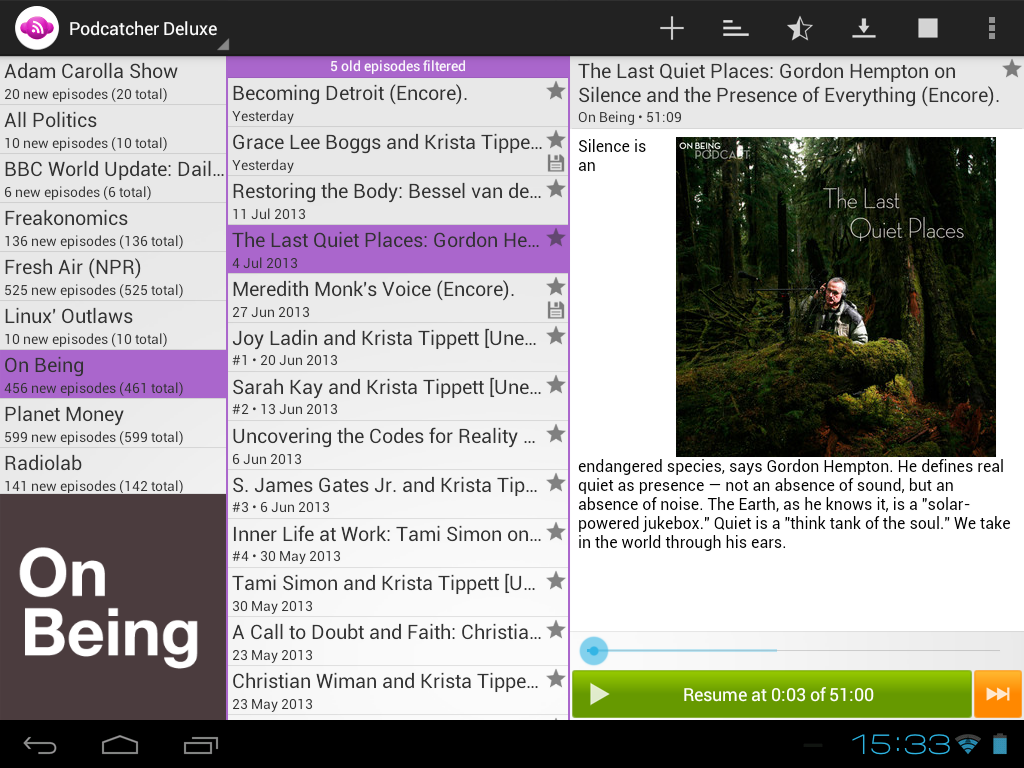 Podcatcher Deluxe
Adam Carolla Show
20 new episodes (20 total)
All Politics
10 new episodes (10 total)
BBC World Update: Dail...
6 new episodes (6 total)
Freakonomics
136 new episodes (136 total)
Fresh Air (NPR)
525 new episodes (525 total)
Linux' Outlaws
10 new episodes (10 total)
On Being
456 new episodes (461 total)
Planet Money
599 new episodes (599 total)
Radiolab
141 new episodes (142 total)
On
Being
5 old episodes filtered
Becoming Detroit (Encore).
Yesterday
Grace Lee Boggs and Krista Tippe...
Yesterday
Restoring the Body: Bessel van de...
11 Jul 2013
The Last Quiet Places: Gordon He...
4 Jul 2013
Meredith Monk's Voice (Encore).
27 Jun 2013
Joy Ladin and Krista Tippett [Une...
#1 • 20 Jun 2013
Sarah Kay and Krista Tippett [Une...
#2 • 13 Jun 2013
Uncovering the Codes for Reality ...
6 Jun 2013
S. James Gates Jr. and Krista Tip...
#3 • 6 Jun 2013
Inner Life at Work: Tami Simon on...
#4 • 30 May 2013
Tami Simon and Krista Tippett [U...
30 May 2013
A Call to Doubt and Faith: Christia...
23 May 2013
Christian Wiman and Krista Tippe...
23 May 2013
The Last Quiet Places: Gordon Hempton on
Silence and the Presence of Everything (Encore).
On Being • 51:09
Silence is
an
ON BEING
PODCAST
The Last
Quiet Places
endangered species, says Gordon Hempton. He defines real
quiet as presence — not an absence of sound, but an
absence of noise. The Earth, as he knows it, is a "solar-
powered jukebox." Quiet is a "think tank of the soul." We take
in the world through his ears.
Resume at 0:03 of 51:00
15:33